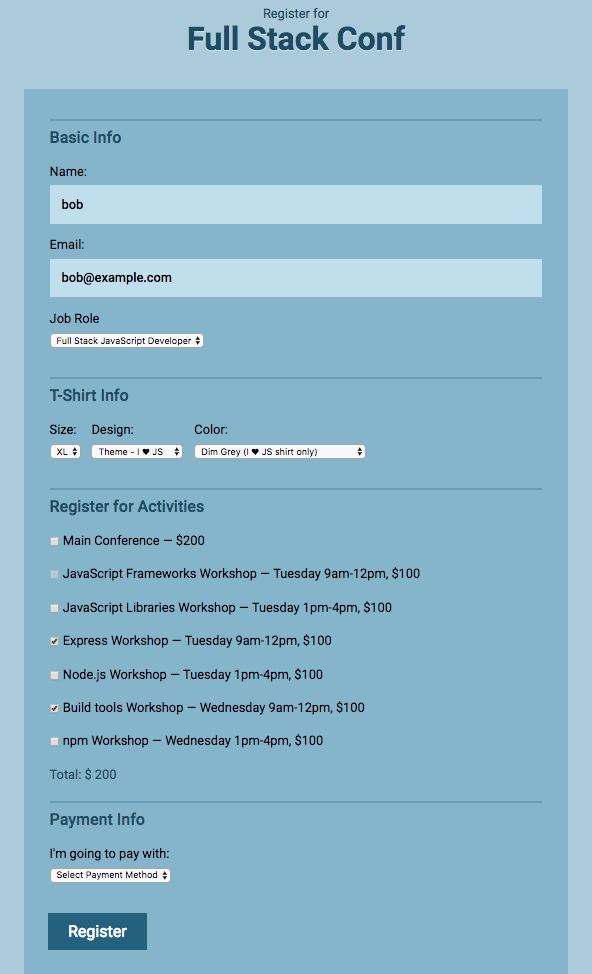 Register for
Full Stack Conf
Basic Info
Name:
bob
Email:
bob@example.com
Job Role
Full Stack JavaScript Developer
T-Shirt Info
Size: Design: Color:
XL Theme - I ♥ JS Dim Grey (I ♥ JS shirt only)
Register for Activities
Main Conference — $200
JavaScript Frameworks Workshop — Tuesday 9am-12pm, $100
JavaScript Libraries Workshop — Tuesday 1pm-4pm, $100
Express Workshop — Tuesday 9am-12pm, $100
Node.js Workshop — Tuesday 1pm-4pm, $100
Build tools Workshop — Wednesday 9am-12pm, $100
npm Workshop — Wednesday 1pm-4pm, $100
Total: $ 200
Payment Info
I'm going to pay with:
Select Payment Method
Register